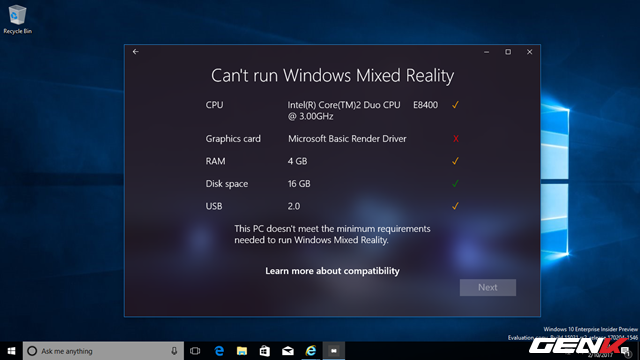 Recycle Bin
Can't run Windows Mixed Reality
CPU Intel(R) Core(TM)2 Duo CPU E8400
@ 3.00GHz
Graphics card Microsoft Basic Render Driver X
RAM 4 GB
Disk space 16 GB
USB 2.0
This PC doesn't meet the minimum requirements
needed to run Windows Mixed Reality.
Learn more about compatibility
Next
Windows 10 Enterprise Insider Preview
Evaluation
Ask me anything
GENK